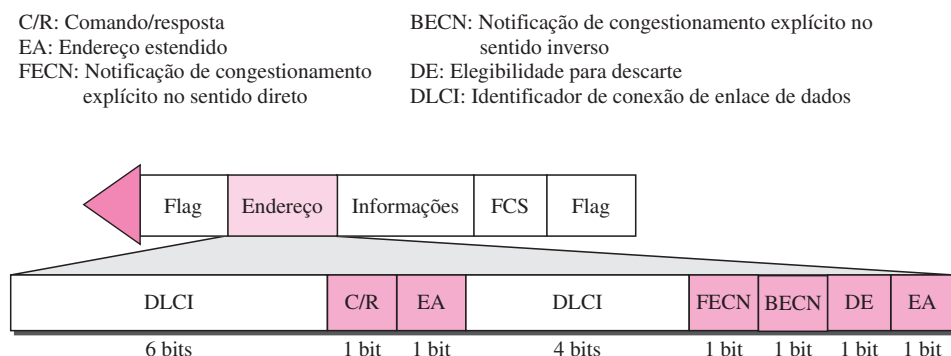 C/R: Comando/resposta
EA: Endereço estendido
FECN: Notificação de congestionamento
explícito no sentido direto
BECN: Notificação de congestionamento explícito no
sentido inverso
DE: Elegibilidade para descarte
DLCI: Identificador de conexão de enlace de dados
Flag Endereço Informações FCS Flag
DLCI C/R EA DLCI FECN BECN DE EA
6 bits 1 bit 1 bit 4 bits 1 bit 1 bit 1 bit 1 bit